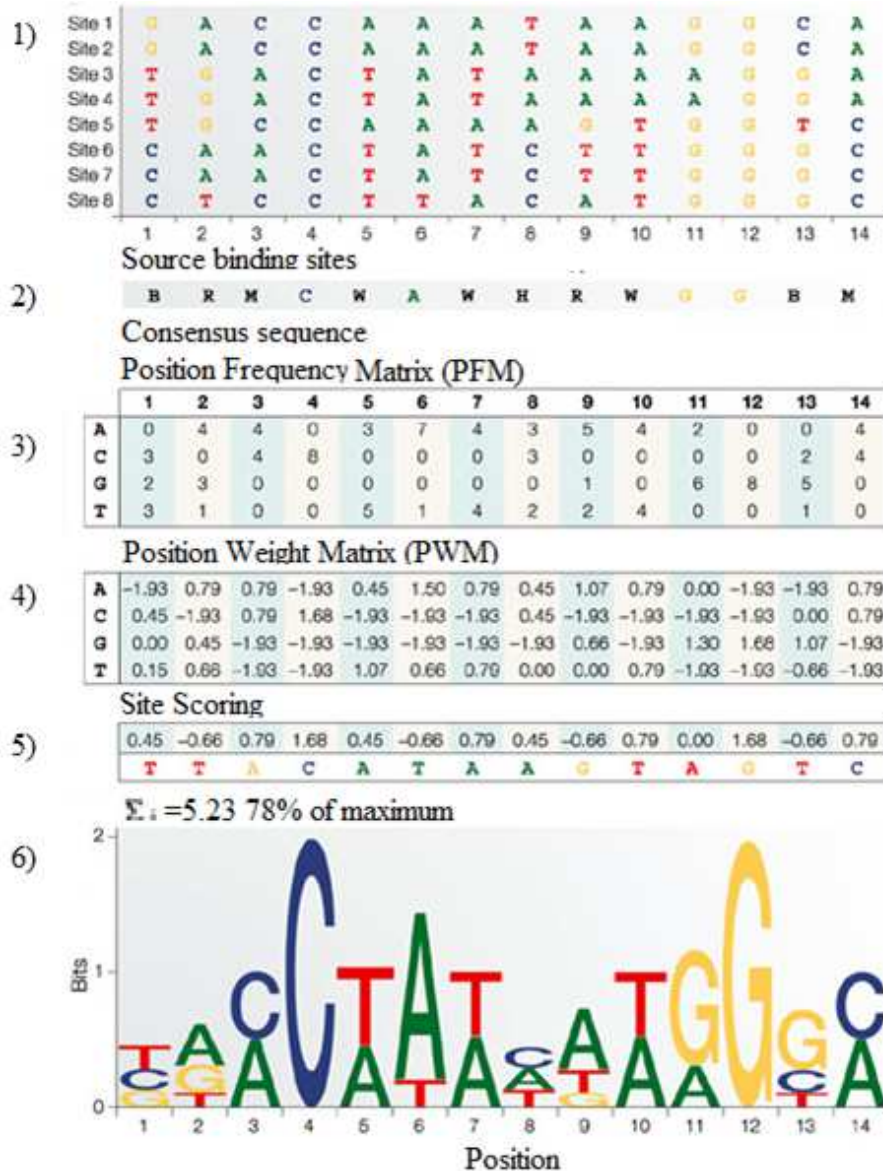 1)
Site 1 G A C C A A A T A A G G C A
Site 2 G A C C A A A T A A G G C A
Site 3 T G A C T A T A A A A G G A
Site 4 T G A C T A T A A A A G G A
Site 5 T G C C A A A A G T G G T C
Site 6 C A A C T A T C T T G G G C
Site 7 C A A C T A T C T T G G G C
Site 8 C T C C T T A C A T G G G C
1 2 3 4 5 6 7 8 9 10 11 12 13 14
Source binding sites
2) B R M C W A W H R W G G B M
Consensus sequence
Position Frequency Matrix (PFM)
3)
1 2 3 4 5 6 7 8 9 10 11 12 13 14
A 0 4 4 0 3 7 4 3 5 4 2 0 0 4
C 3 0 4 8 0 0 0 3 0 0 0 0 2 4
G 2 3 0 0 0 0 0 0 1 0 6 8 5 0
T 3 1 0 0 5 1 4 2 2 4 0 0 1 0
Position Weight Matrix (PWM)
4)
A −1.93 0.79 0.79 −1.93 0.45 1.50 0.79 0.45 1.07 0.79 0.00 −1.93 −1.93 0.79
C 0.45 −1.93 0.79 1.68 −1.93 −1.93 −1.93 0.45 −1.93 −1.93 −1.93 −1.93 0.00 0.79
G 0.00 0.45 −1.93 −1.93 −1.93 −1.93 −1.93 −1.93 0.66 −1.93 1.30 1.68 1.07 −1.93
T 0.15 0.66 −1.93 −1.93 1.07 0.66 0.79 0.00 0.00 0.79 −1.93 −1.93 −0.66 −1.93
Site Scoring
5)
0.45 −0.66 0.79 1.68 0.45 −0.66 0.79 0.45 −0.66 0.79 0.00 1.68 −0.66 0.79
T T A C A T A A G T A G T C
Σ i =5.23 78% of maximum
6)
2
1
0
Bits
T C G
A G T
C A
C
T A
A T
T A
C A T
A T G
T A
G A
G
G C T
C A
1 2 3 4 5 6 7 8 9 10 11 12 13 14
Position